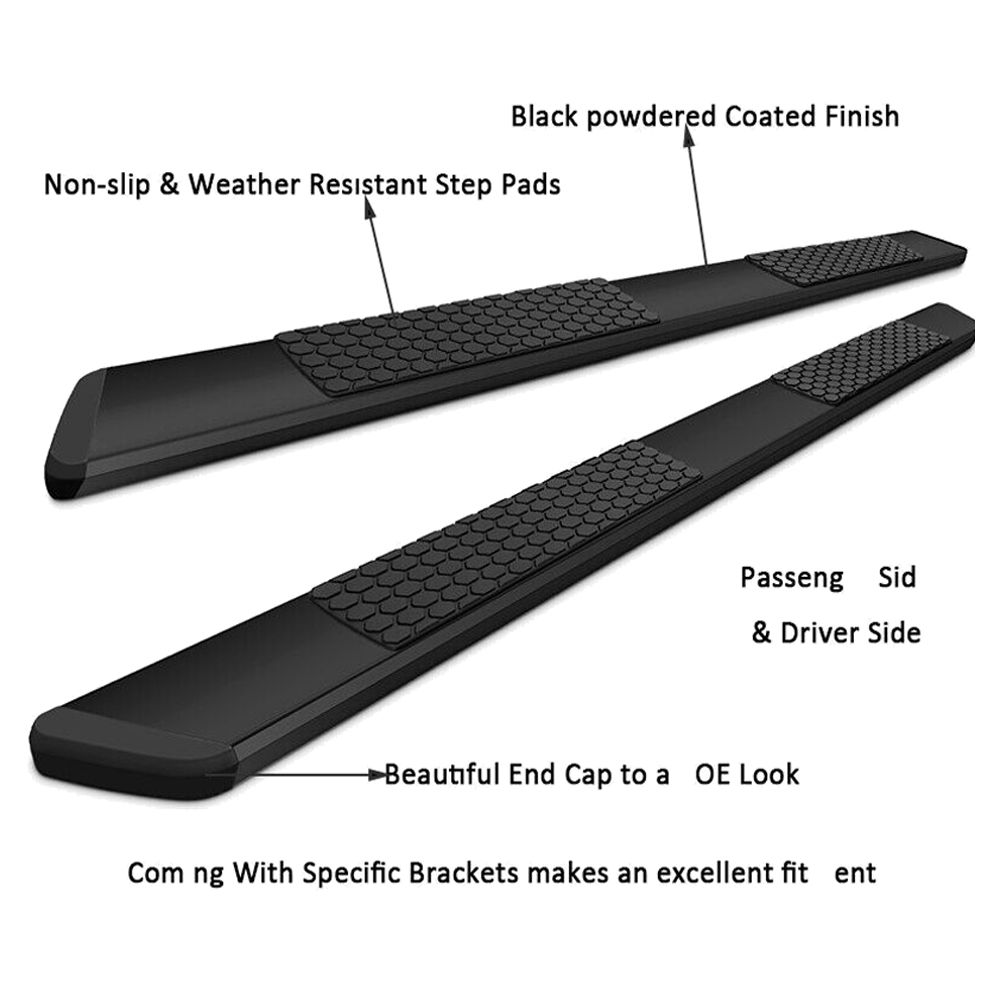 Black powdered Coated Finish
Non-slip & Weather Resistant Step Pads
Passeng Sid
& Driver Side
Beautiful End Cap to a OE Look
Com ng With Specific Brackets makes an excellent fit ent